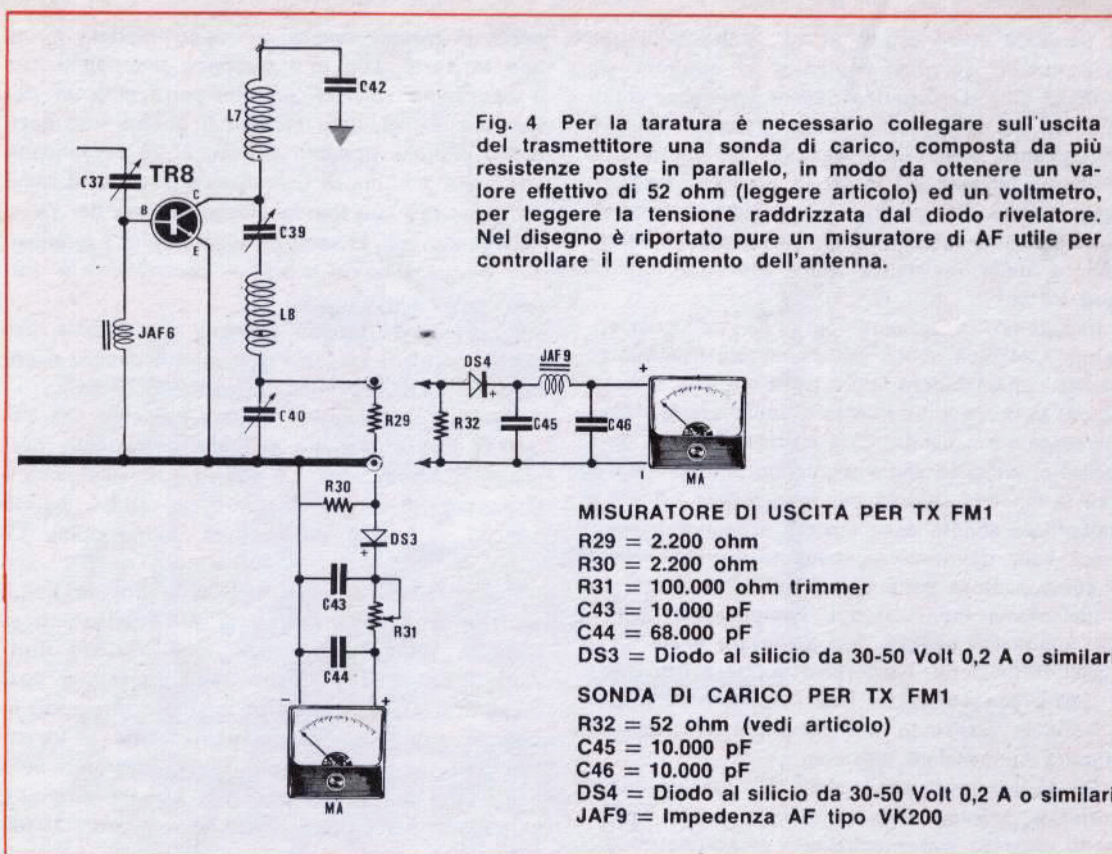 L7
C42
C37
TR8
B
C
E
C39
JAF6
L8
C40
Fig. 4 Per la taratura è necessario collegare sull'uscita
del trasmettitore una sonda di carico, composta da più
resistenze poste in parallelo, in modo da ottenere un va-
lore effettivo di 52 ohm (leggere articolo) ed un voltmetro,
per leggere la tensione raddrizzata dal diodo rivelatore.
Nel disegno è riportato pure un misuratore di AF utile per
controllare il rendimento dell'antenna.
R29
DS4
+
JAF9
R32
C45
C46
+
-
MA
R30
DS3
+
C43
R31
C44
-
+
MA
MISURATORE DI USCITA PER TX FM1
R29 = 2.200 ohm
R30 = 2.200 ohm
R31 = 100.000 ohm trimmer
C43 = 10.000 pF
C44 = 68.000 pF
DS3 = Diodo al silicio da 30-50 Volt 0,2 A o similari
SONDA DI CARICO PER TX FM1
R32 = 52 ohm (vedi articolo)
C45 = 10.000 pF
C46 = 10.000 pF
DS4 = Diodo al silicio da 30-50 Volt 0,2 A o similari
JAF9 = Impedenza AF tipo VK200